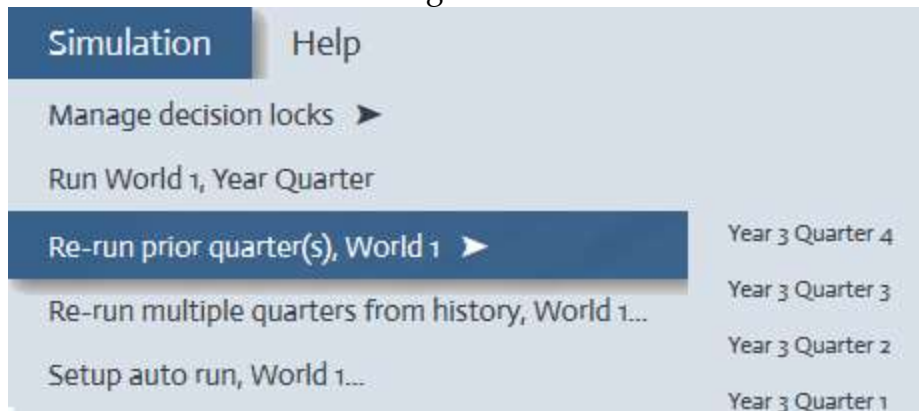 Simulation Help
Manage decision locks ➤
Run World 1, Year Quarter
Re-run prior quarter(s), World 1 ➤
Re-run multiple quarters from history, World 1...
Setup auto run, World 1...
Year 3 Quarter 4
Year 3 Quarter 3
Year 3 Quarter 2
Year 3 Quarter 1